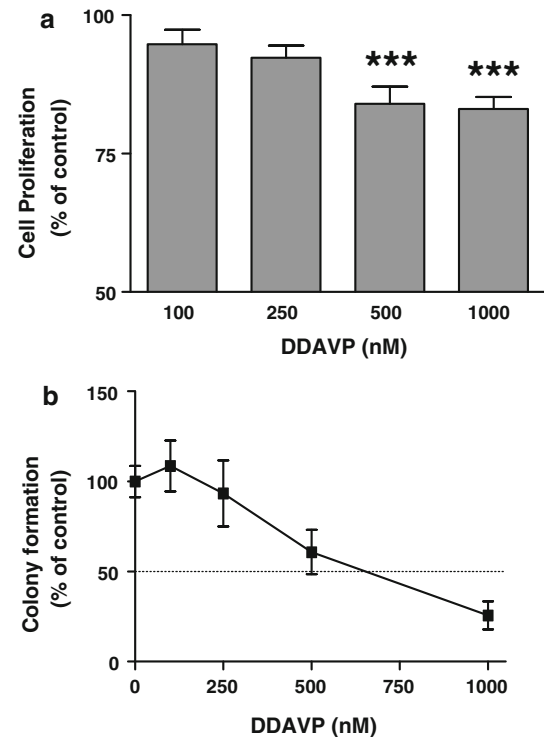 a
Cell Proliferation
(% of control)
100
75
50
***
***
100 250 500 1000
DDAVP (nM)
b
Colony formation
(% of control)
150
100
50
0
0 250 500 750 1000
DDAVP (nM)